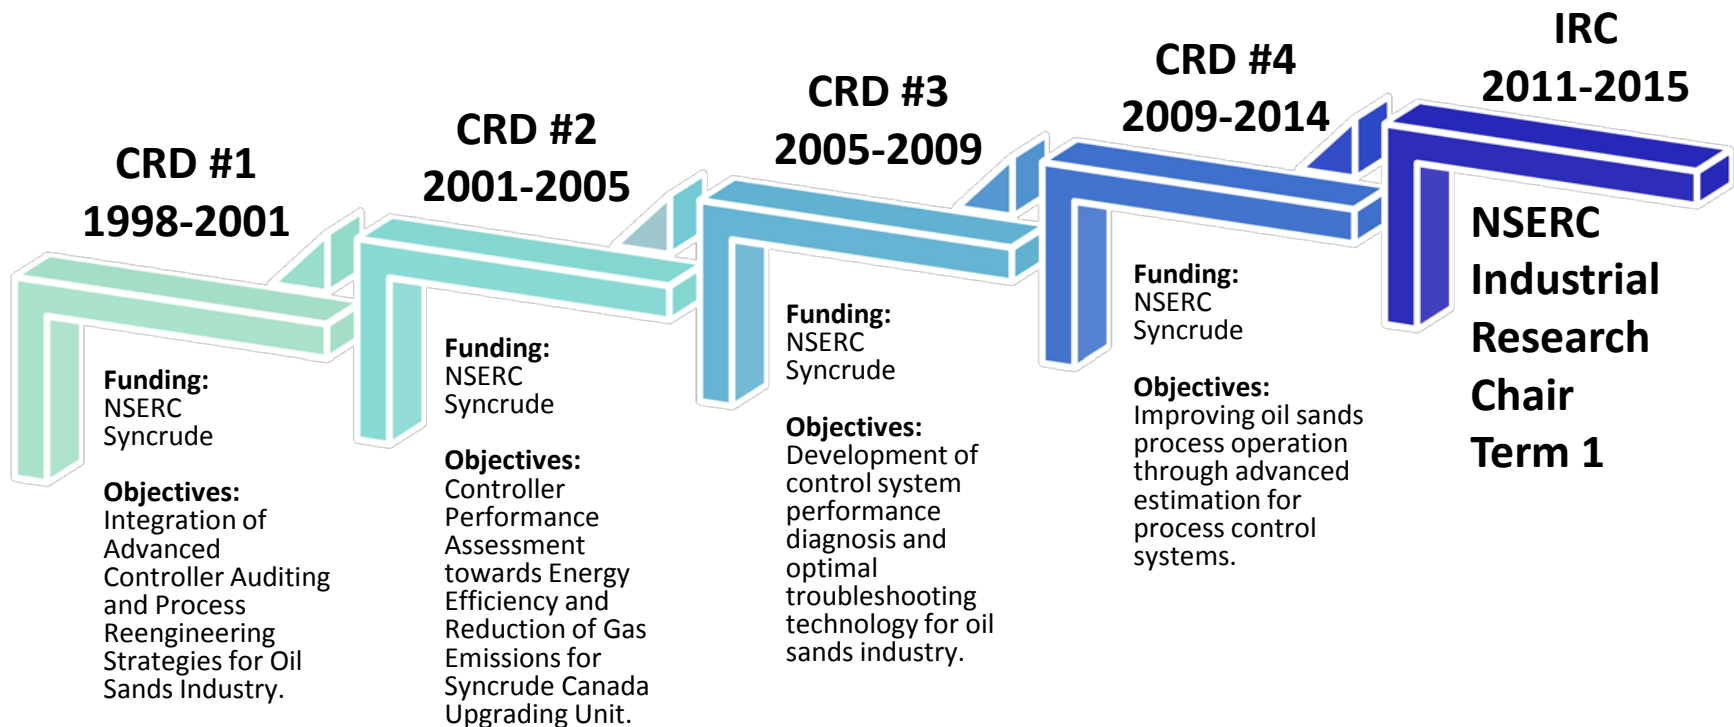 CRD #1
1998-2001
Funding:
NSERC
Syncrude
Objectives:
Integration of
Advanced
Controller Auditing
and Process
Reengineering
Strategies for Oil
Sands Industry.
CRD #2
2001-2005
Funding:
NSERC
Syncrude
Objectives:
Controller
Performance
Assessment
towards Energy
Efficiency and
Reduction of Gas
Emissions for
Syncrude Canada
Upgrading Unit.
CRD #3
2005-2009
Funding:
NSERC
Syncrude
Objectives:
Development of
control system
performance
diagnosis and
optimal
troubleshooting
technology for oil
sands industry.
CRD #4
2009-2014
Funding:
NSERC
Syncrude
Objectives:
Improving oil sands
process operation
through advanced
estimation for
process control
systems.
IRC
2011-2015
NSERC
Industrial
Research
Chair
Term 1